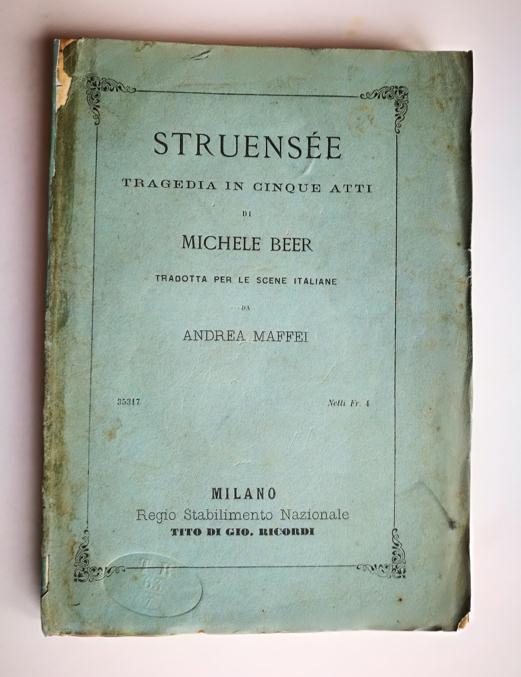 STRUENSÉE
TRAGEDIA IN CINQUE ATTI
DI
MICHELE BEER
TRADOTTA PER LE SCENE ITALIANE
DA
ANDREA MAFFEI
35317 Netti Fr. 4
MILANO
Regio Stabilimento Nazionale
TITO DI GIO. RICORDI